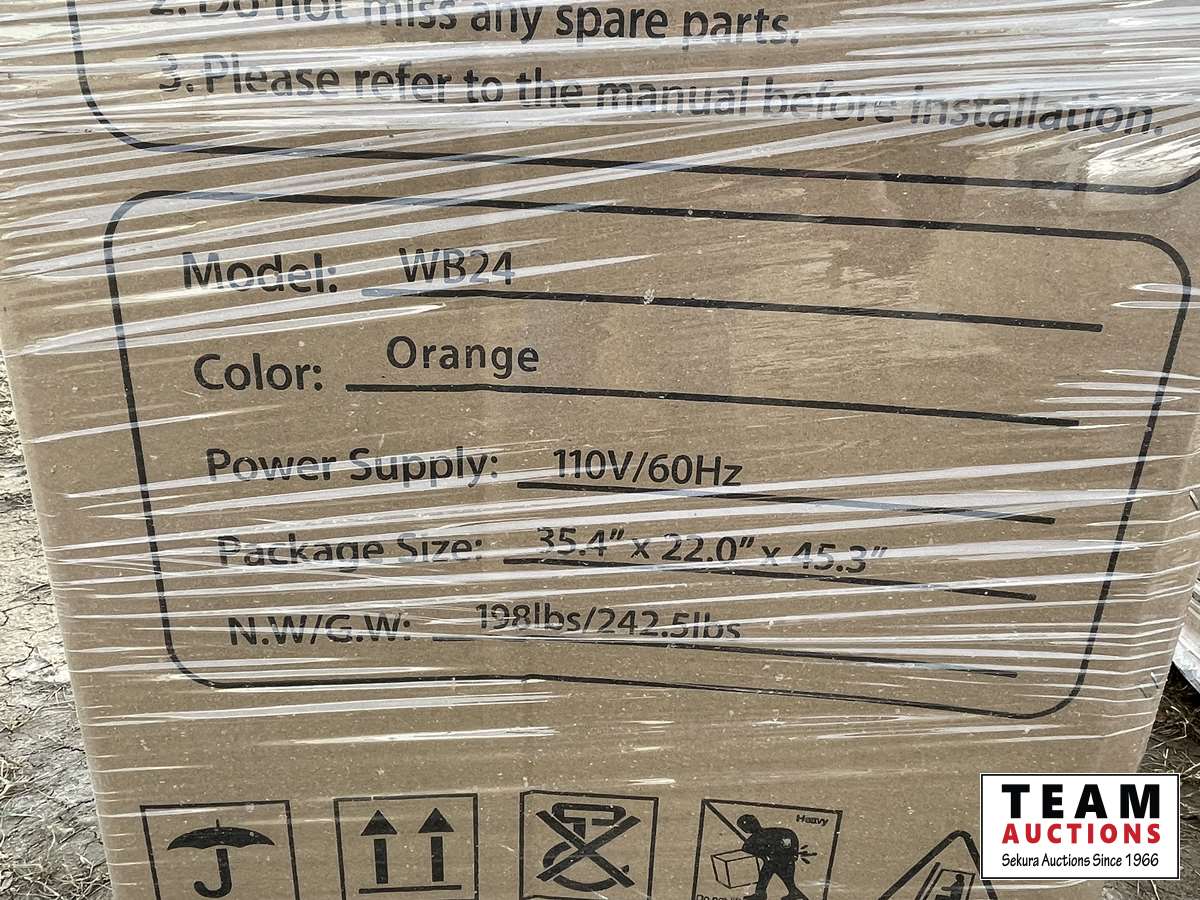 2. Do not miss any spare parts.
3. Please refer to the manual before installation.
Model: WB24
Color: Orange
Power Supply: 110V/60Hz
Package Size: 35.4" x 22.0" x 45.3"
N.W/G.W: 198lbs/242.5lbs
Heavy
TEAM
AUCTIONS
Sekura Auctions Since 1966